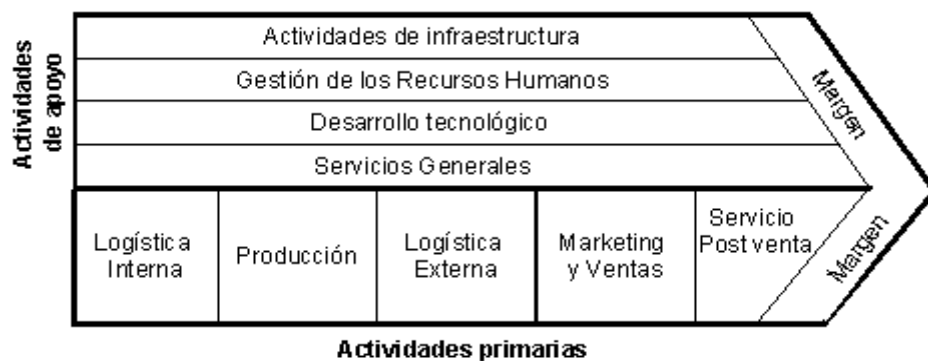 Actividades
de apoyo
Actividades de infraestructura
Gestión de los Recursos Humanos
Desarrollo tecnológico
Servicios Generales
Margen
Logística
Interna
Producción
Logística
Externa
Marketing
y Ventas
Servicio
Post venta
Margen
Actividades primarias